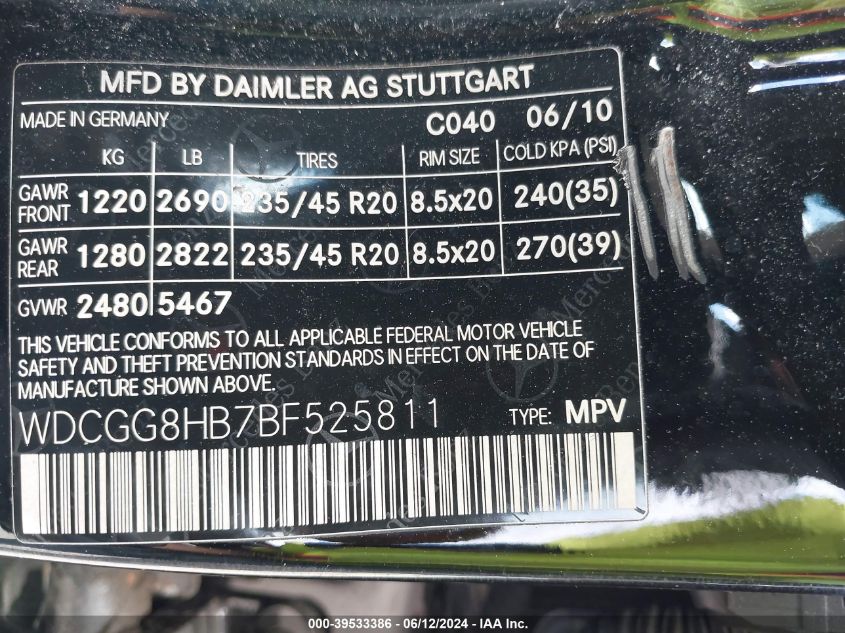 MFD BY DAIMLER AG STUTTGART
MADE IN GERMANY C040 06/10
KG LB TIRES RIM SIZE COLD KPA (PSI)
GAWR FRONT 1220 2690 235/45 R20 8.5x20 240(35)
GAWR REAR 1280 2822 235/45 R20 8.5x20 270(39)
GVWR 2480 5467
THIS VEHICLE CONFORMS TO ALL APPLICABLE FEDERAL MOTOR VEHICLE
SAFETY AND THEFT PREVENTION STANDARDS IN EFFECT ON THE DATE OF
MANUFACTURE SHOWN ABOVE.
WDCGG8HB7BF525811 TYPE: MPV
000-39533386 - 06/12/2024 - IAA Inc.